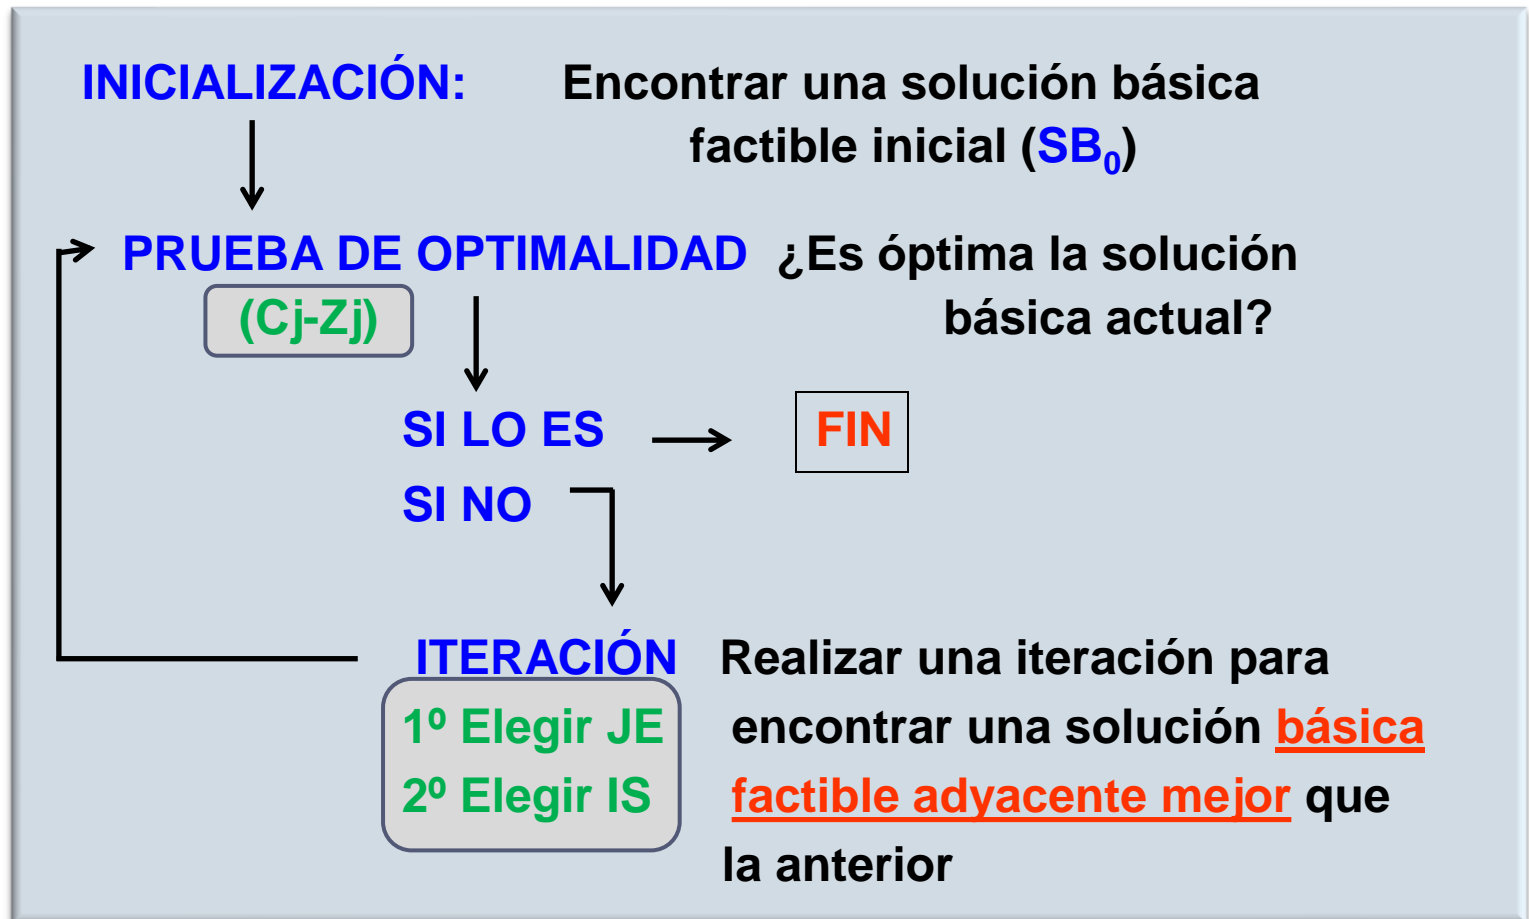 INICIALIZACIÓN: Encontrar una solución básica
factible inicial (SB₀)
PRUEBA DE OPTIMALIDAD ¿Es óptima la solución
(Cj-Zj) básica actual?
SI LO ES FIN
SI NO
ITERACIÓN Realizar una iteración para
1º Elegir JE encontrar una solución básica
2º Elegir IS factible adyacente mejor que
la anterior